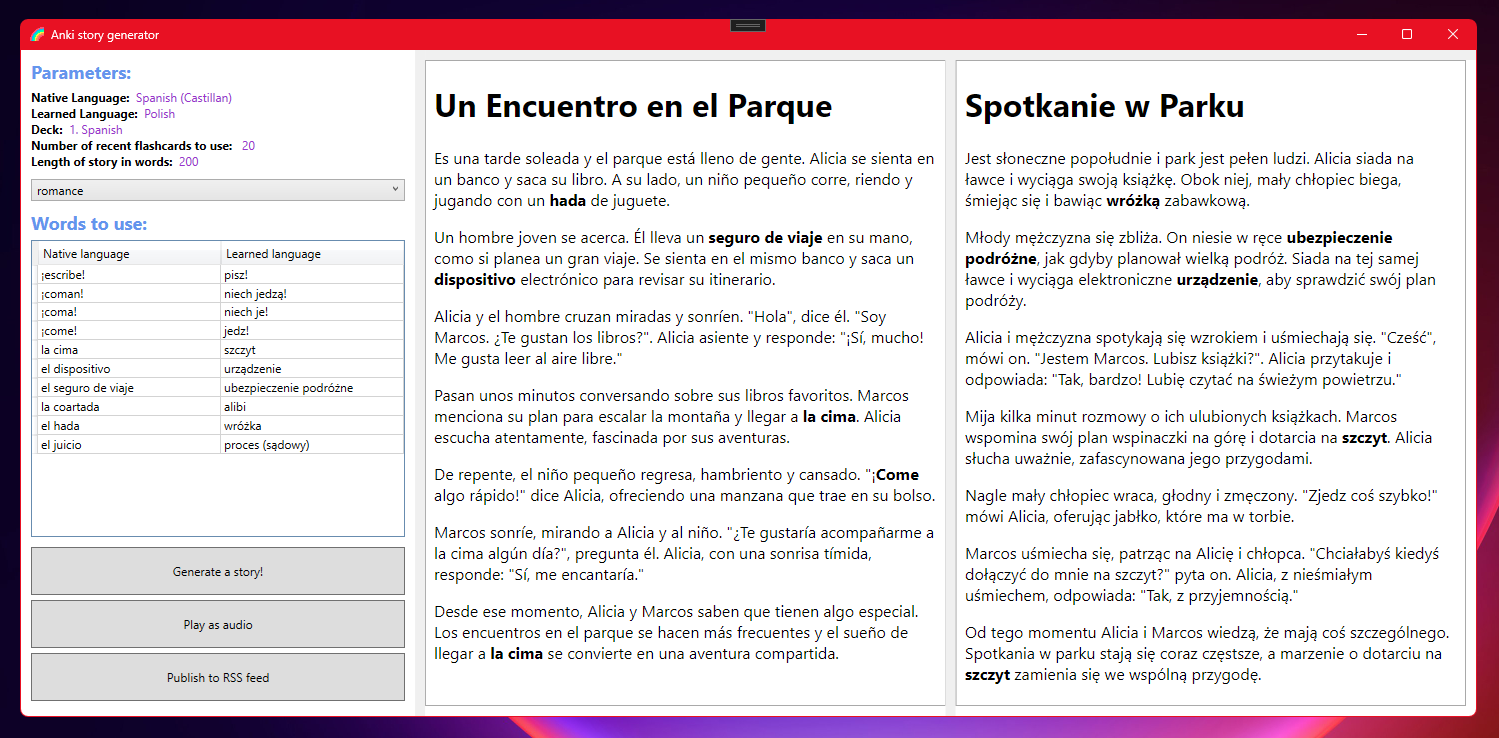 Anki story generator
Parameters:
Native Language: Spanish (Castillan)
Learned Language: Polish
Deck: 1. Spanish
Number of recent flashcards to use: 20
Length of story in words: 200
romance
Words to use:
Native language Learned language
¡escribe! pisz!
¡coman! niech jedzą!
¡coma! niech je!
¡come! jedz!
la cima szczyt
el dispositivo urządzenie
el seguro de viaje ubezpieczenie podróżne
la coartada alibi
el hada wróżka
el juicio proces (sądowy)
Generate a story!
Play as audio
Publish to RSS feed
Un Encuentro en el Parque
Es una tarde soleada y el parque está lleno de gente. Alicia se sienta en
un banco y saca su libro. A su lado, un niño pequeño corre, riendo y
jugando con un hada de juguete.
Un hombre joven se acerca. Él lleva un seguro de viaje en su mano,
como si planea un gran viaje. Se sienta en el mismo banco y saca un
dispositivo electrónico para revisar su itinerario.
Alicia y el hombre cruzan miradas y sonríen. "Hola", dice él. "Soy
Marcos. ¿Te gustan los libros?". Alicia asiente y responde: "¡Sí, mucho!
Me gusta leer al aire libre."
Pasan unos minutos conversando sobre sus libros favoritos. Marcos
menciona su plan para escalar la montaña y llegar a la cima. Alicia
escucha atentamente, fascinada por sus aventuras.
De repente, el niño pequeño regresa, hambriento y cansado. "¡Come
algo rápido!" dice Alicia, ofreciendo una manzana que trae en su bolso.
Marcos sonríe, mirando a Alicia y al niño. "¿Te gustaría acompañarme a
la cima algún día?", pregunta él. Alicia, con una sonrisa tímida,
responde: "Sí, me encantaría."
Desde ese momento, Alicia y Marcos saben que tienen algo especial.
Los encuentros en el parque se hacen más frecuentes y el sueño de
llegar a la cima se convierte en una aventura compartida.
Spotkanie w Parku
Jest słoneczne popołudnie i park jest pełen ludzi. Alicia siada na
ławce i wyciąga swoją książkę. Obok niej, mały chłopiec biega,
śmiejąc się i bawiąc wróżką zabawkową.
Młody mężczyzna się zbliża. On niesie w ręce ubezpieczenie
podróżne, jak gdyby planował wielką podróż. Siada na tej samej
ławce i wyciąga elektroniczne urządzenie, aby sprawdzić swój plan
podróży.
Alicia i mężczyzna spotykają się wzrokiem i uśmiechają się. "Cześć",
mówi on. "Jestem Marcos. Lubisz książki?". Alicia przytakuje i
odpowiada: "Tak, bardzo! Lubię czytać na świeżym powietrzu."
Mija kilka minut rozmowy o ich ulubionych książkach. Marcos
wspomina swój plan wspinaczki na górę i dotarcia na szczyt. Alicia
słucha uważnie, zafascynowana jego przygodami.
Nagle mały chłopiec wraca, głodny i zmęczony. "Zjedz coś szybko!"
mówi Alicia, oferując jabłko, które ma w torbie.
Marcos uśmiecha się, patrząc na Alicię i chłopca. "Chciałabyś kiedyś
dołączyć do mnie na szczyt?" pyta on. Alicia, z nieśmiałym
uśmiechem, odpowiada: "Tak, z przyjemnością."
Od tego momentu Alicia i Marcos wiedzą, że mają coś szczególnego.
Spotkania w parku stają się coraz częstsze, a marzenie o dotarciu na
szczyt zamienia się we wspólną przygodę.